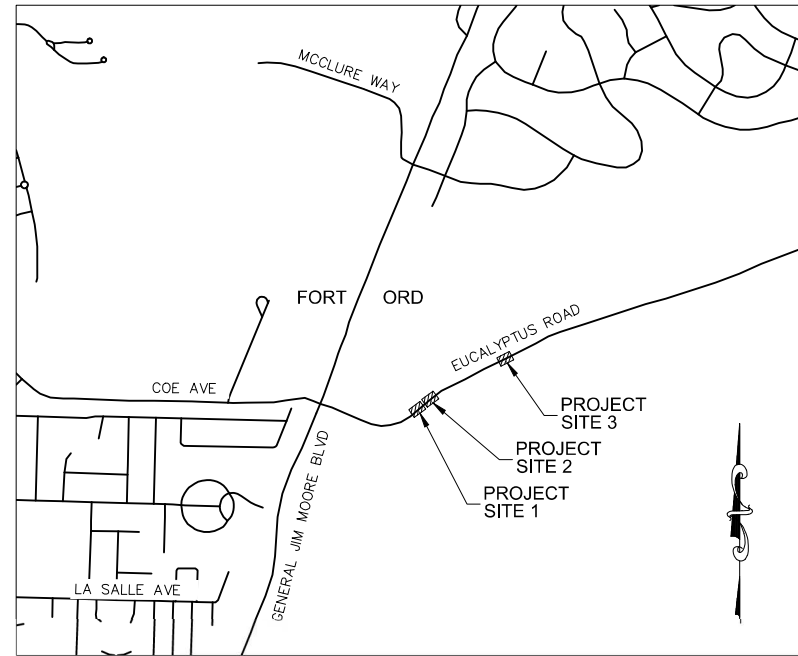 MCCLURE WAY
FORT ORD
EUCALYPTUS ROAD
COE AVE
PROJECT
SITE 3
PROJECT
SITE 2
PROJECT
SITE 1
GENERAL JIM MOORE BLVD
LA SALLE AVE